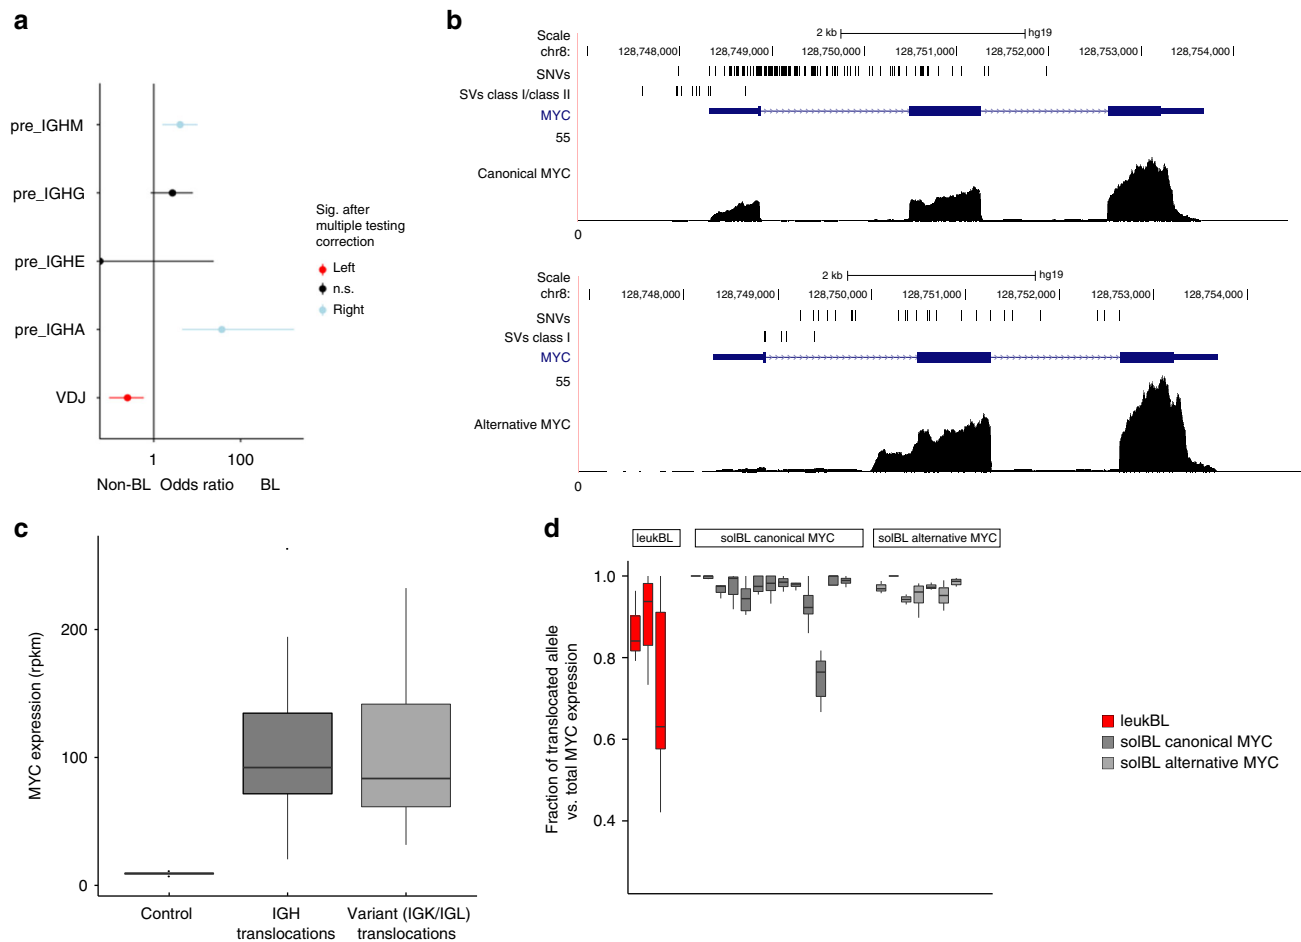 a
pre_IGHM
pre_IGHG
pre_IGHE
pre_IGHA
VDJ
1
100
Non-BL Odds ratio BL
Sig. after
multiple testing
correction
Left
n.s.
Right
b
Scale
2 kb
hg19
chr8:
128,748,000
128,749,000
128,750,000
128,751,000
128,752,000
128,753,000
128,754,000
SNVs
SVs class I/class II
MYC
55
Canonical MYC
0
Scale
2 kb
hg19
chr8:
128,748,000
128,749,000
128,750,000
128,751,000
128,752,000
128,753,000
128,754,000
SNVs
SVs class I
MYC
55
Alternative MYC
0
c
MYC expression (rpkm)
200
100
0
Control
IGH
translocations
Variant (IGK/IGL)
translocations
d
leukBL
solBL canonical MYC
solBL alternative MYC
Fraction of translocated allele
vs. total MYC expression
1.0
0.8
0.6
0.4
leukBL
solBL canonical MYC
solBL alternative MYC